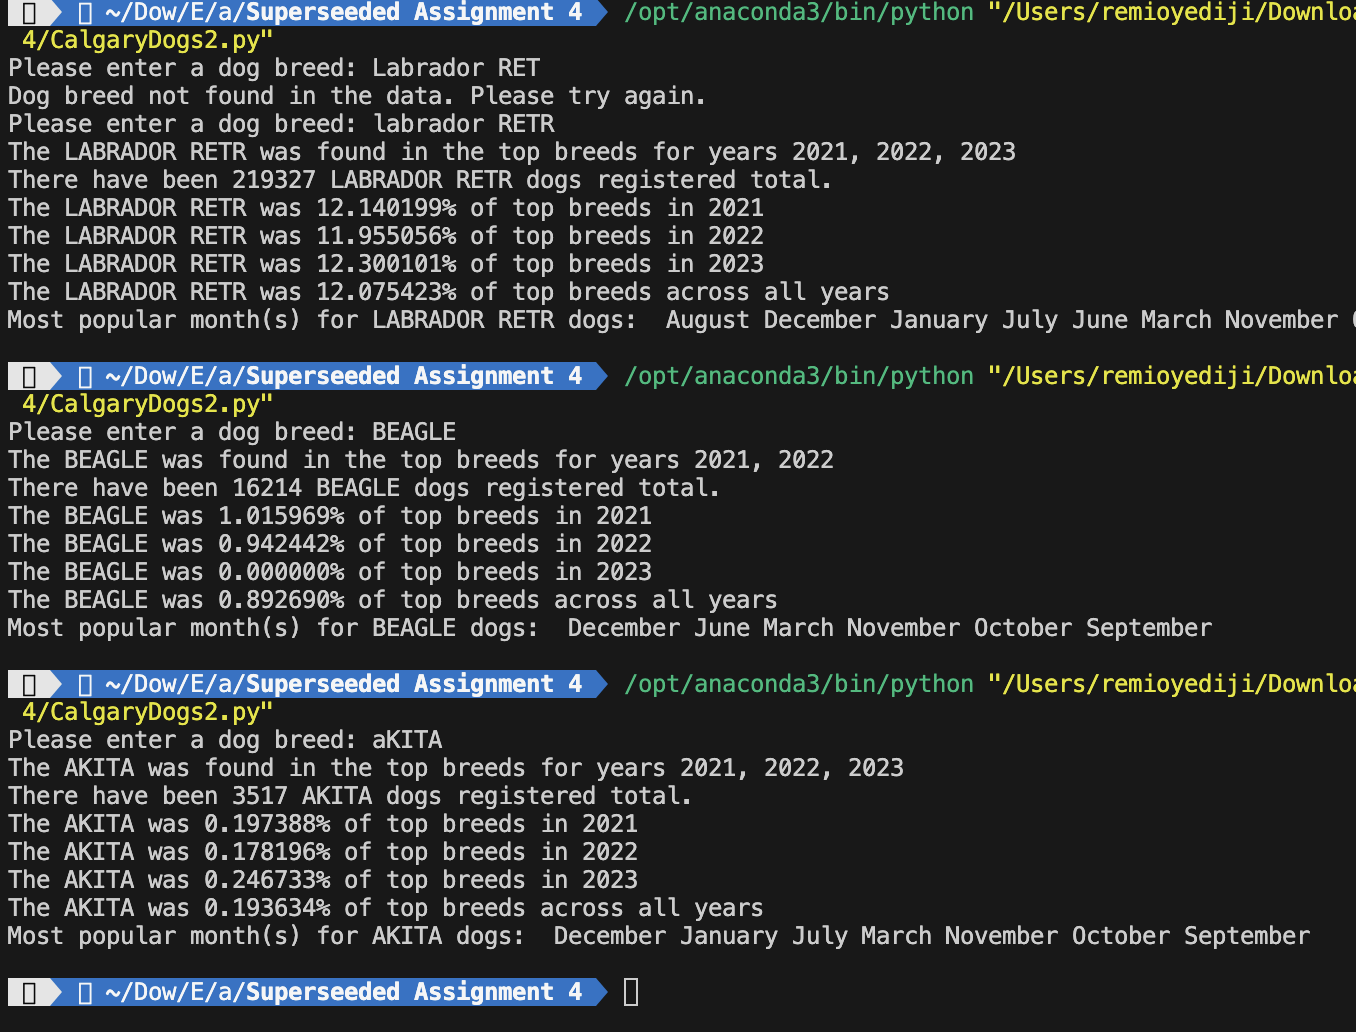 ~/Dow/E/a/Superseeded Assignment 4 /opt/anaconda3/bin/python "/Users/remioyediji/Downloa
4/CalgaryDogs2.py"
Please enter a dog breed: Labrador RET
Dog breed not found in the data. Please try again.
Please enter a dog breed: labrador RETR
The LABRADOR RETR was found in the top breeds for years 2021, 2022, 2023
There have been 219327 LABRADOR RETR dogs registered total.
The LABRADOR RETR was 12.140199% of top breeds in 2021
The LABRADOR RETR was 11.955056% of top breeds in 2022
The LABRADOR RETR was 12.300101% of top breeds in 2023
The LABRADOR RETR was 12.075423% of top breeds across all years
Most popular month(s) for LABRADOR RETR dogs:  August December January July June March November
~/Dow/E/a/Superseeded Assignment 4 /opt/anaconda3/bin/python "/Users/remioyediji/Downloa
4/CalgaryDogs2.py"
Please enter a dog breed: BEAGLE
The BEAGLE was found in the top breeds for years 2021, 2022
There have been 16214 BEAGLE dogs registered total.
The BEAGLE was 1.015969% of top breeds in 2021
The BEAGLE was 0.942442% of top breeds in 2022
The BEAGLE was 0.000000% of top breeds in 2023
The BEAGLE was 0.892690% of top breeds across all years
Most popular month(s) for BEAGLE dogs:  December June March November October September
~/Dow/E/a/Superseeded Assignment 4 /opt/anaconda3/bin/python "/Users/remioyediji/Downloa
4/CalgaryDogs2.py"
Please enter a dog breed: aKITA
The AKITA was found in the top breeds for years 2021, 2022, 2023
There have been 3517 AKITA dogs registered total.
The AKITA was 0.197388% of top breeds in 2021
The AKITA was 0.178196% of top breeds in 2022
The AKITA was 0.246733% of top breeds in 2023
The AKITA was 0.193634% of top breeds across all years
Most popular month(s) for AKITA dogs:  December January July March November October September
~/Dow/E/a/Superseeded Assignment 4